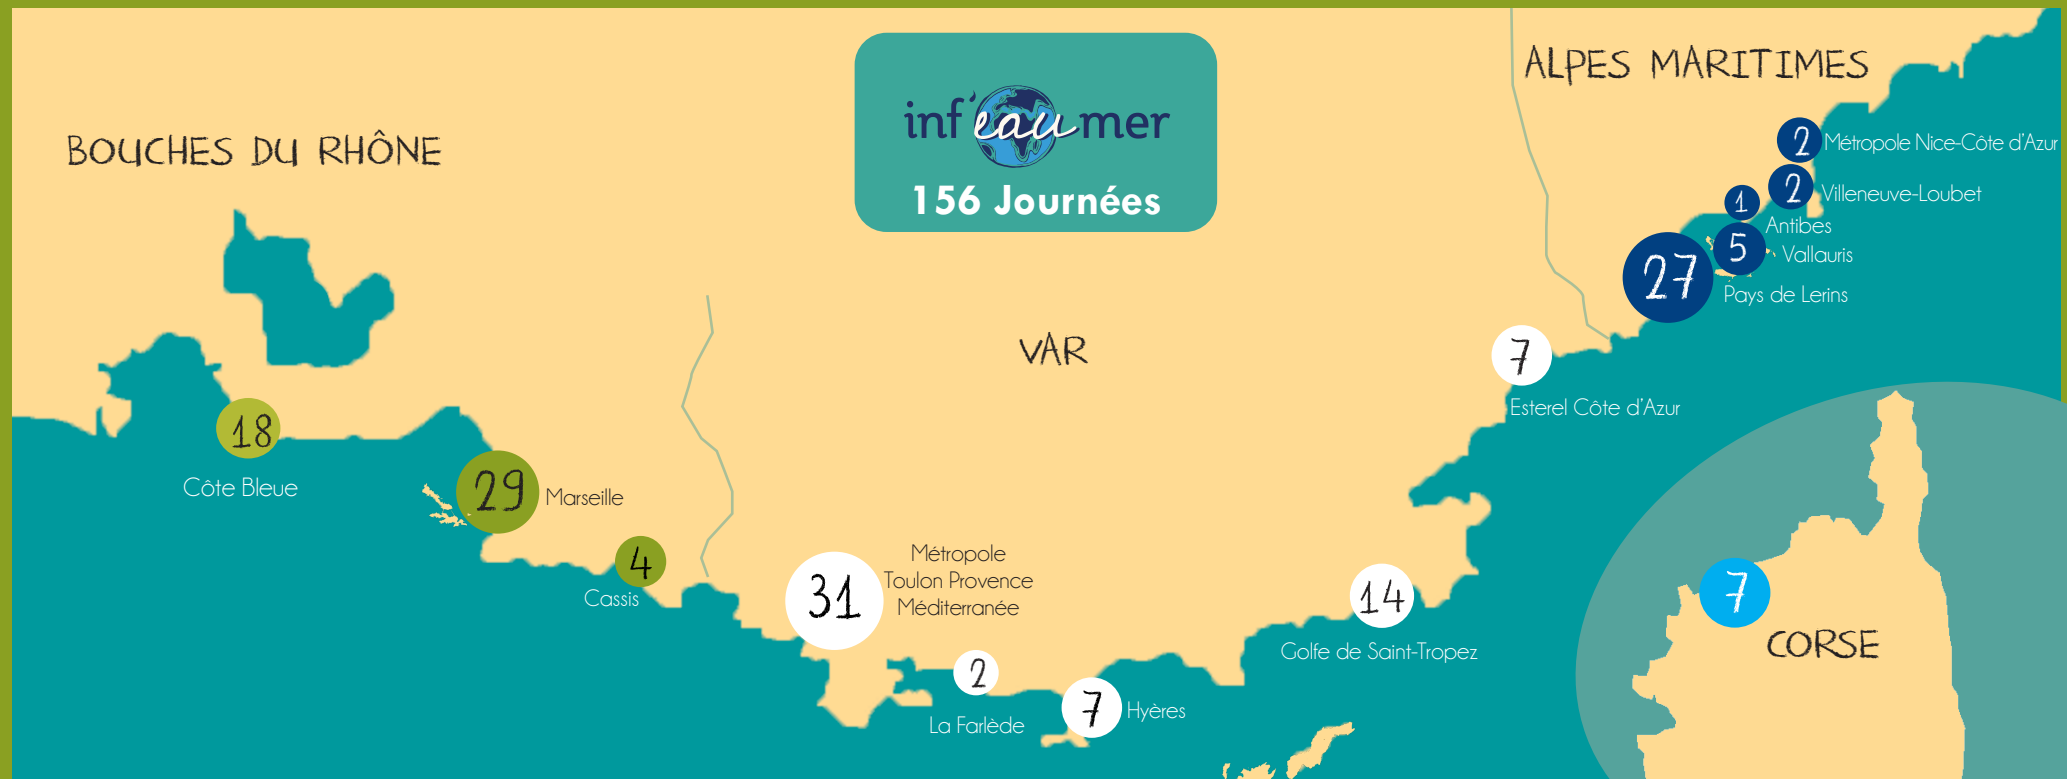 BOUCHES DU RHÔNE
inf'eau mer
156 Journées
ALPES MARITIMES
2
Métropole Nice-Côte d'Azur
2
Villeneuve-Loubet
1
Antibes
5
Vallauris
27
Pays de Lerins
VAR
7
Esterel Côte d'Azur
18
Côte Bleue
29
Marseille
4
Cassis
31
Métropole
Toulon Provence
Méditerranée
2
La Farlède
7
Hyères
14
Golfe de Saint-Tropez
7
CORSE